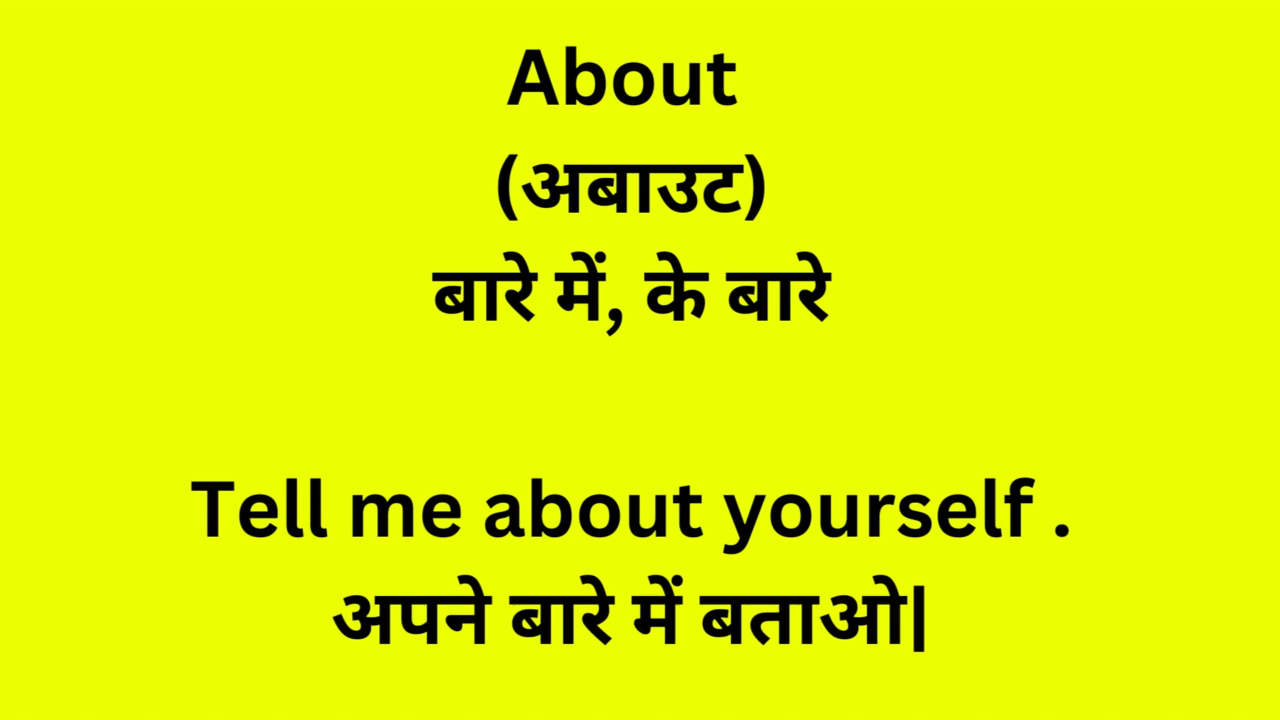 About
(अबाउट)
बारे में, के बारे
Tell me about yourself .
अपने बारे में बताओ|